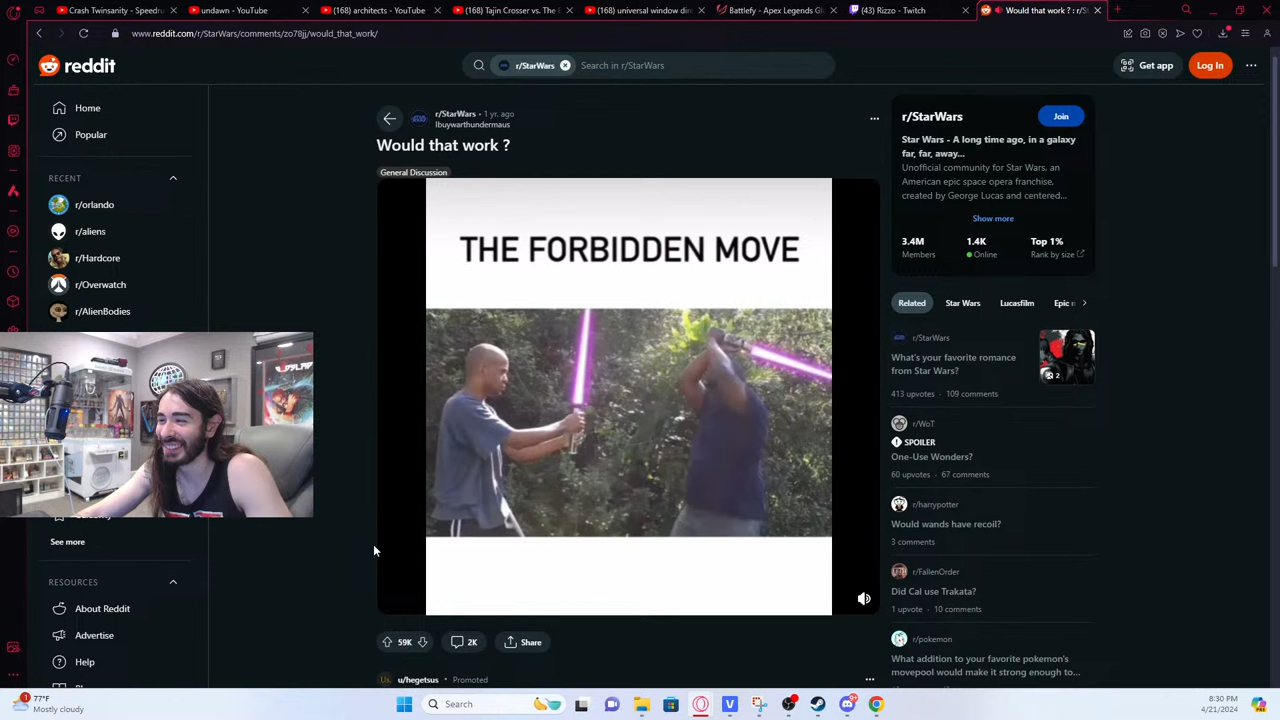 Crash Twinsanity - Speedru
undawn - YouTube
(168) architects - YouTube
(168) Tajin Crosser vs. The
(168) universal window dire
Battlefy - Apex Legends Gl
(43) Rizzo - Twitch
Would that work ? : r/St
www.reddit.com/r/StarWars/comments/zo78jj/would_that_work/
reddit
r/StarWars
Search in r/StarWars
Get app
Log In
Home
Popular
RECENT
r/orlando
r/aliens
r/Hardcore
r/Overwatch
r/AlienBodies
See more
RESOURCES
About Reddit
Advertise
Help
r/StarWars • 1 yr. ago
Ibuywarthundermaus
Would that work ?
General Discussion
THE FORBIDDEN MOVE
59K
2K
Share
u/hegetsus • Promoted
r/StarWars
Join
Star Wars - A long time ago, in a galaxy
far, far, away...
Unofficial community for Star Wars, an
American epic space opera franchise,
created by George Lucas and centered...
Show more
3.4M
1.4K
Top 1%
Members
Online
Rank by size
Related
Star Wars
Lucasfilm
Epic
r/StarWars
What's your favorite romance
from Star Wars?
2
413 upvotes · 109 comments
r/WoT
SPOILER
One-Use Wonders?
60 upvotes · 67 comments
r/harrypotter
Would wands have recoil?
3 comments
r/FallenOrder
Did Cal use Trakata?
1 upvote · 10 comments
r/pokemon
What addition to your favorite pokemon's
movepool would make it strong enough to...
1
77°F
Mostly cloudy
Search
8:30 PM
4/21/2024